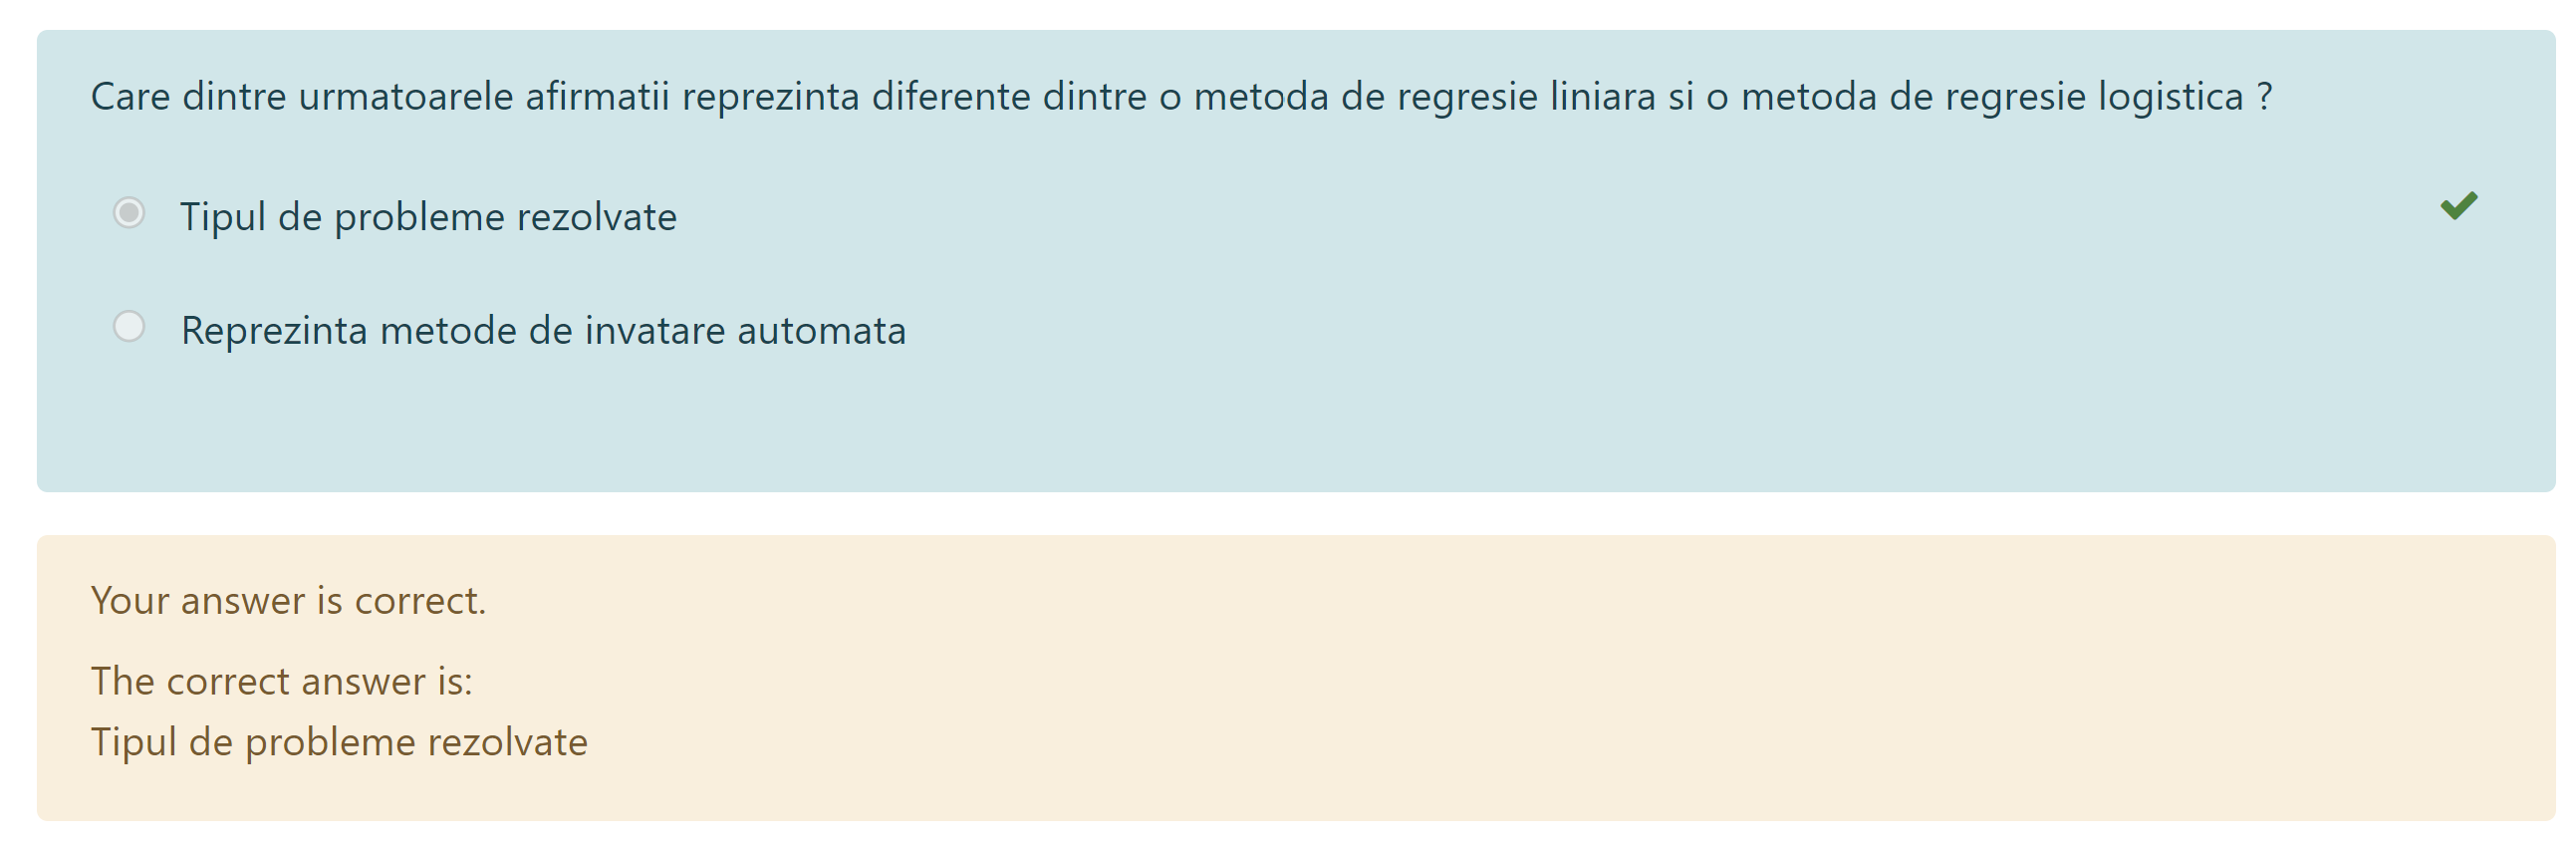 Care dintre urmatoarele afirmatii reprezinta diferente dintre o metoda de regresie liniara si o metoda de regresie logistica ?
Tipul de probleme rezolvate
Reprezinta metode de invatare automata
Your answer is correct.
The correct answer is:
Tipul de probleme rezolvate